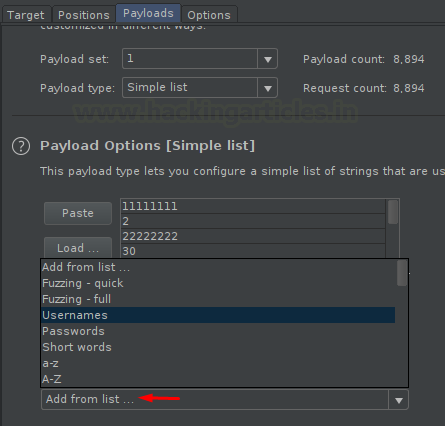 Target Positions Payloads Options
customized in different ways.
Payload set: 1 Payload count: 8,894
Payload type: Simple list Request count: 8,894
www.hackingarticles.in
? Payload Options [Simple list]
This payload type lets you configure a simple list of strings that are us
Paste
11111111
2
Load ...
22222222
30
Add from list ...
Fuzzing - quick
Fuzzing - full
Usernames
Passwords
Short words
a-z
A-Z
Add from list ...